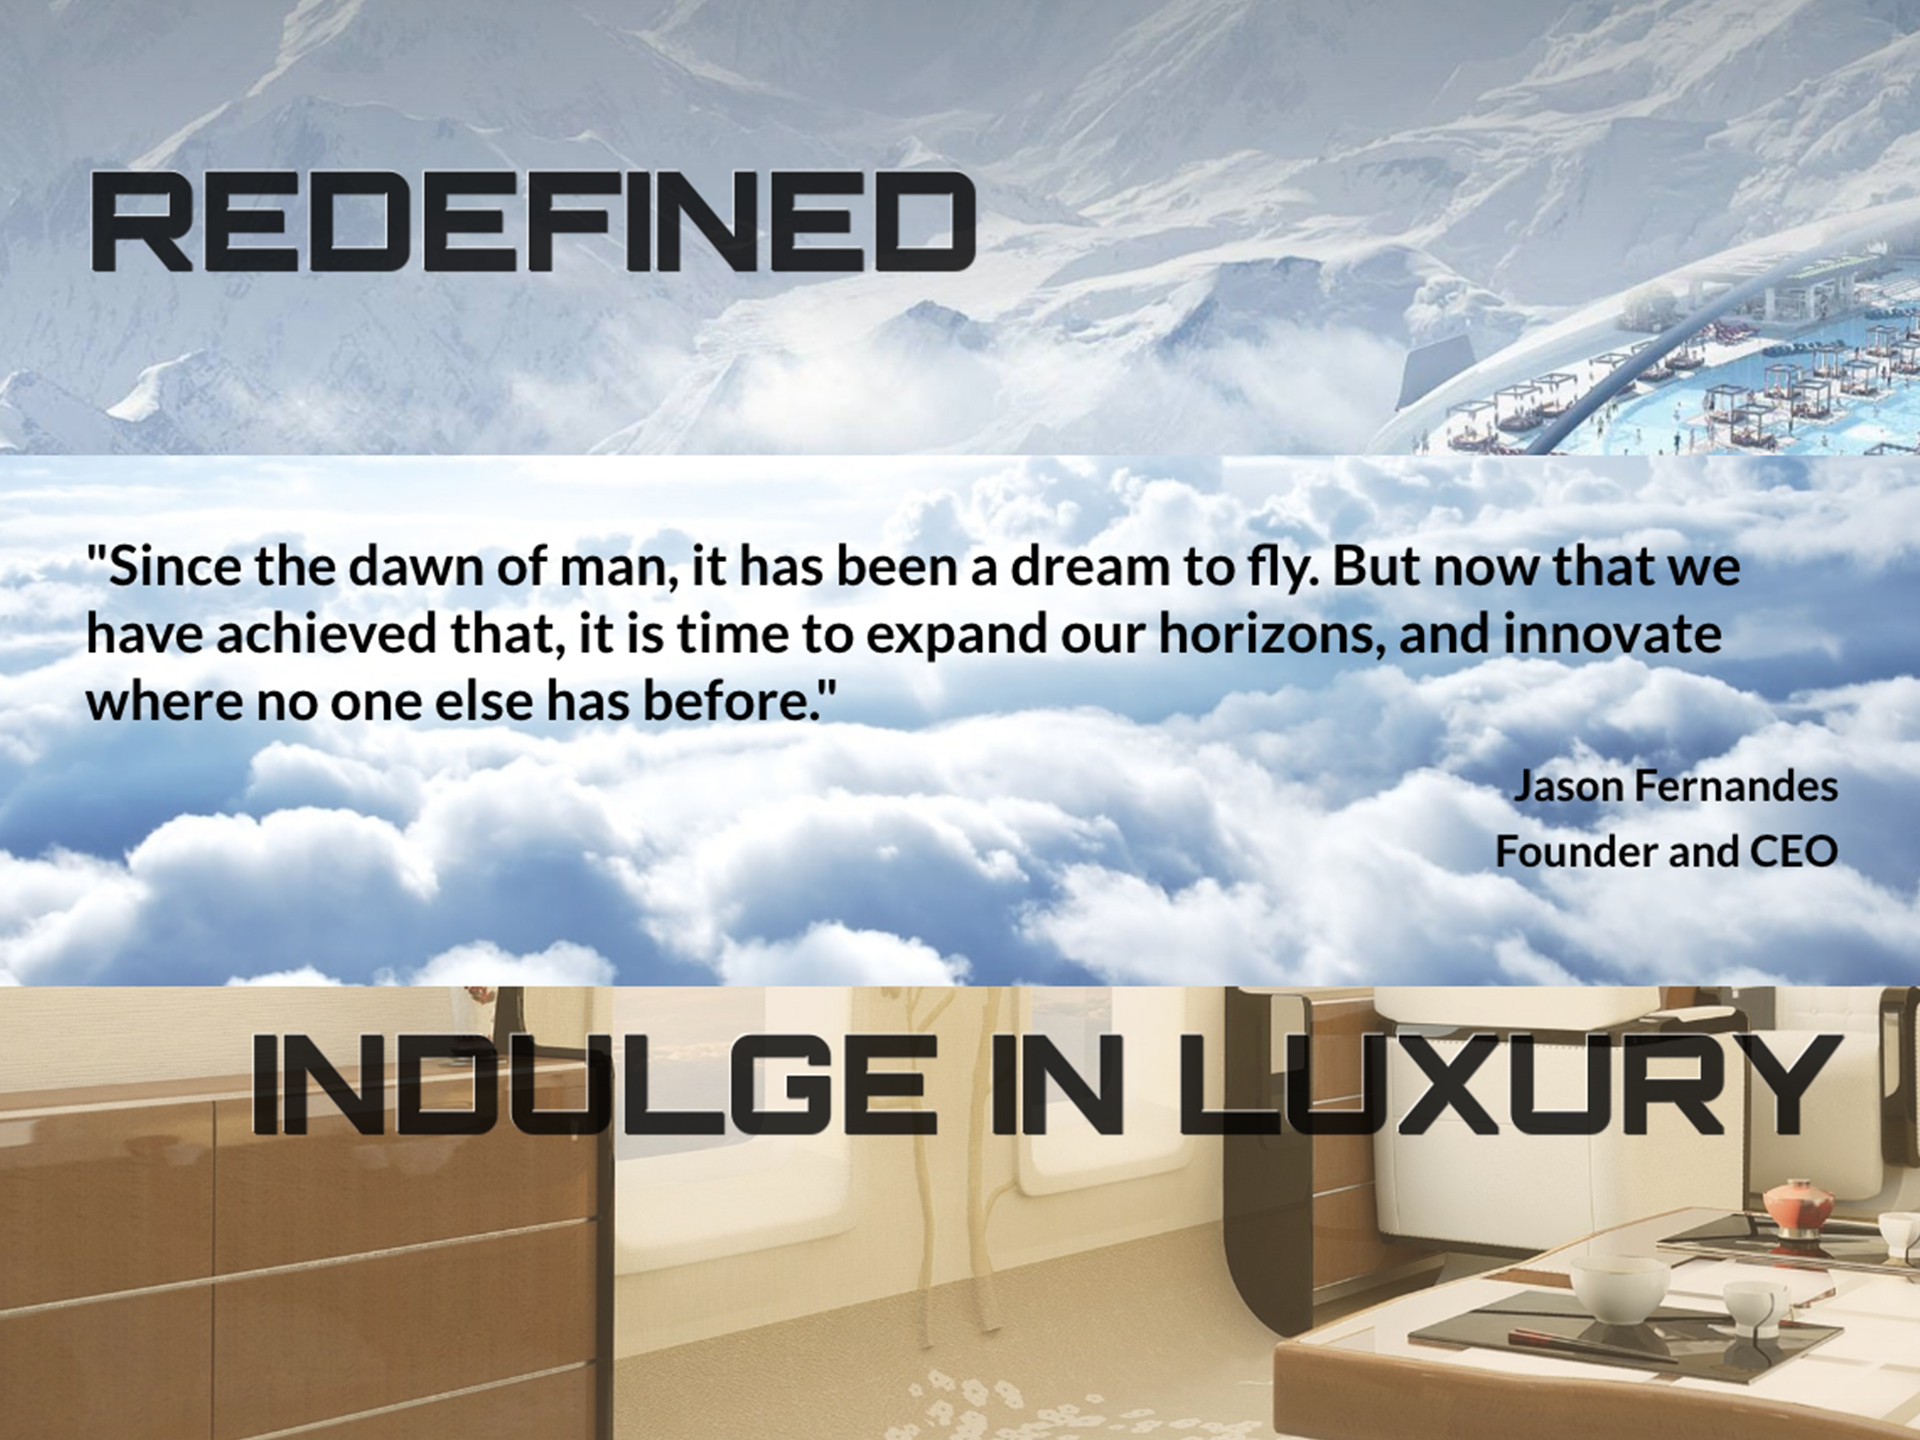 REDEFINED
"Since the dawn of man, it has been a dream to fly. But now that we
have achieved that, it is time to expand our horizons, and innovate
where no one else has before."
Jason Fernandes
Founder and CEO
INDULGE IN LUXURY